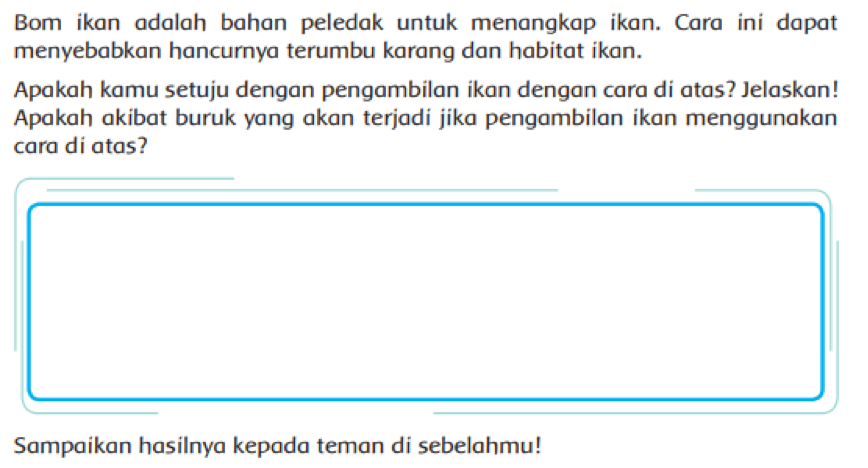 Bom ikan adalah bahan peledak untuk menangkap ikan. Cara ini dapat
menyebabkan hancurnya terumbu karang dan habitat ikan.
Apakah kamu setuju dengan pengambilan ikan dengan cara di atas? Jelaskan!
Apakah akibat buruk yang akan terjadi jika pengambilan ikan menggunakan
cara di atas?
Sampaikan hasilnya kepada teman di sebelahmu!